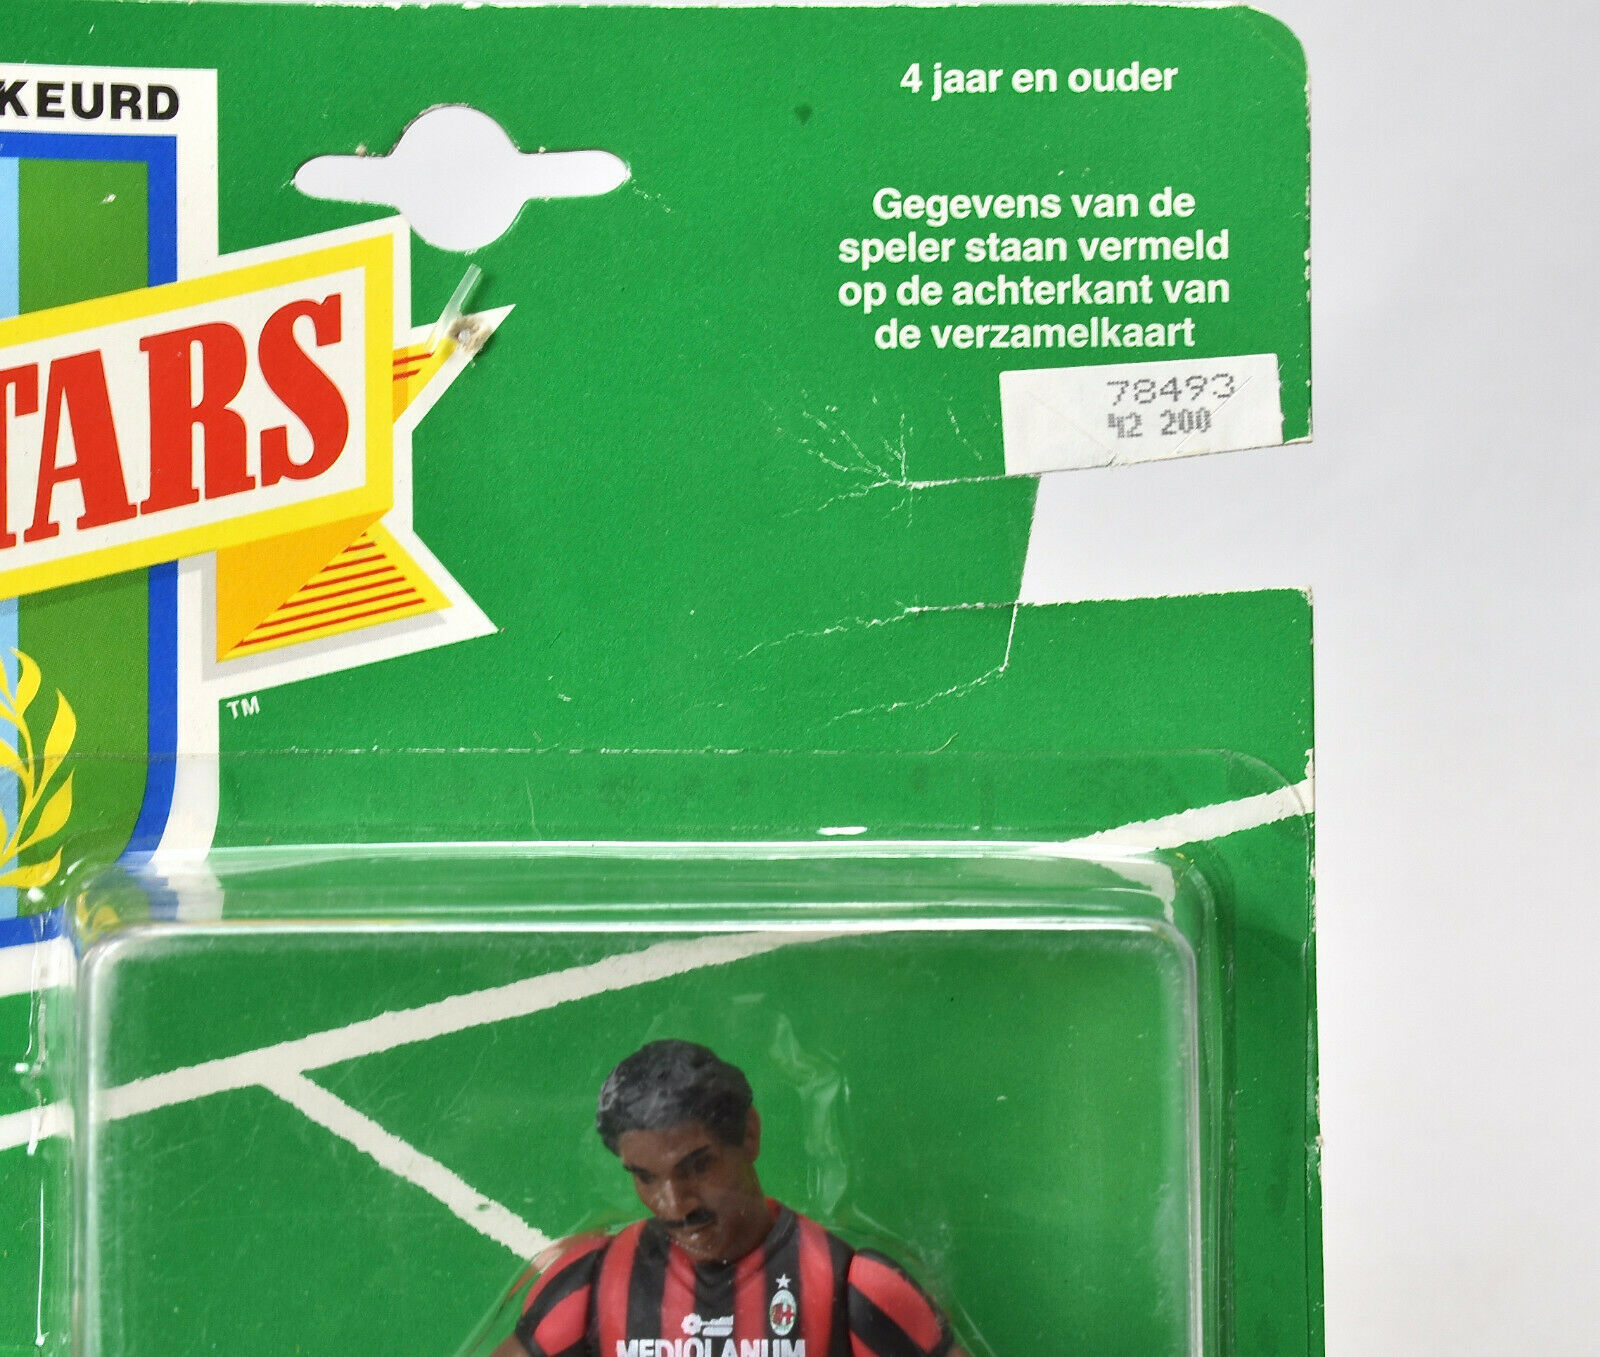 KEURD
4 jaar en ouder
Gegevens van de
speler staan vermeld
op de achterkant van
de verzamelkaart
TARS
78493
42 200
TM
MEDIOLANUM